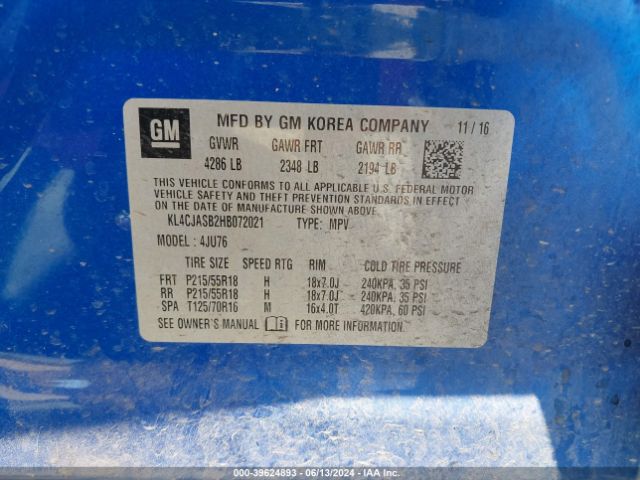 GM
MFD BY GM KOREA COMPANY 11/16
GVWR GAWR FRT GAWR RR
4286 LB 2348 LB 2194 LB
THIS VEHICLE CONFORMS TO ALL APPLICABLE U.S. FEDERAL MOTOR
VEHICLE SAFETY AND THEFT PREVENTION STANDARDS IN EFFECT
ON THE DATE OF MANUFACTURE SHOWN ABOVE.
KL4CJASB2HB072021 TYPE: MPV
MODEL: 4JU76
TIRE SIZE SPEED RTG RIM COLD TIRE PRESSURE
FRT P215/55R18 H 18x7.0J 240KPA, 35 PSI
RR P215/55R18 H 18x7.0J 240KPA, 35 PSI
SPA T125/70R16 M 16x4.0T 420KPA, 60 PSI
SEE OWNER'S MANUAL FOR MORE INFORMATION.
000-39624893 - 06/13/2024 - IAA Inc.